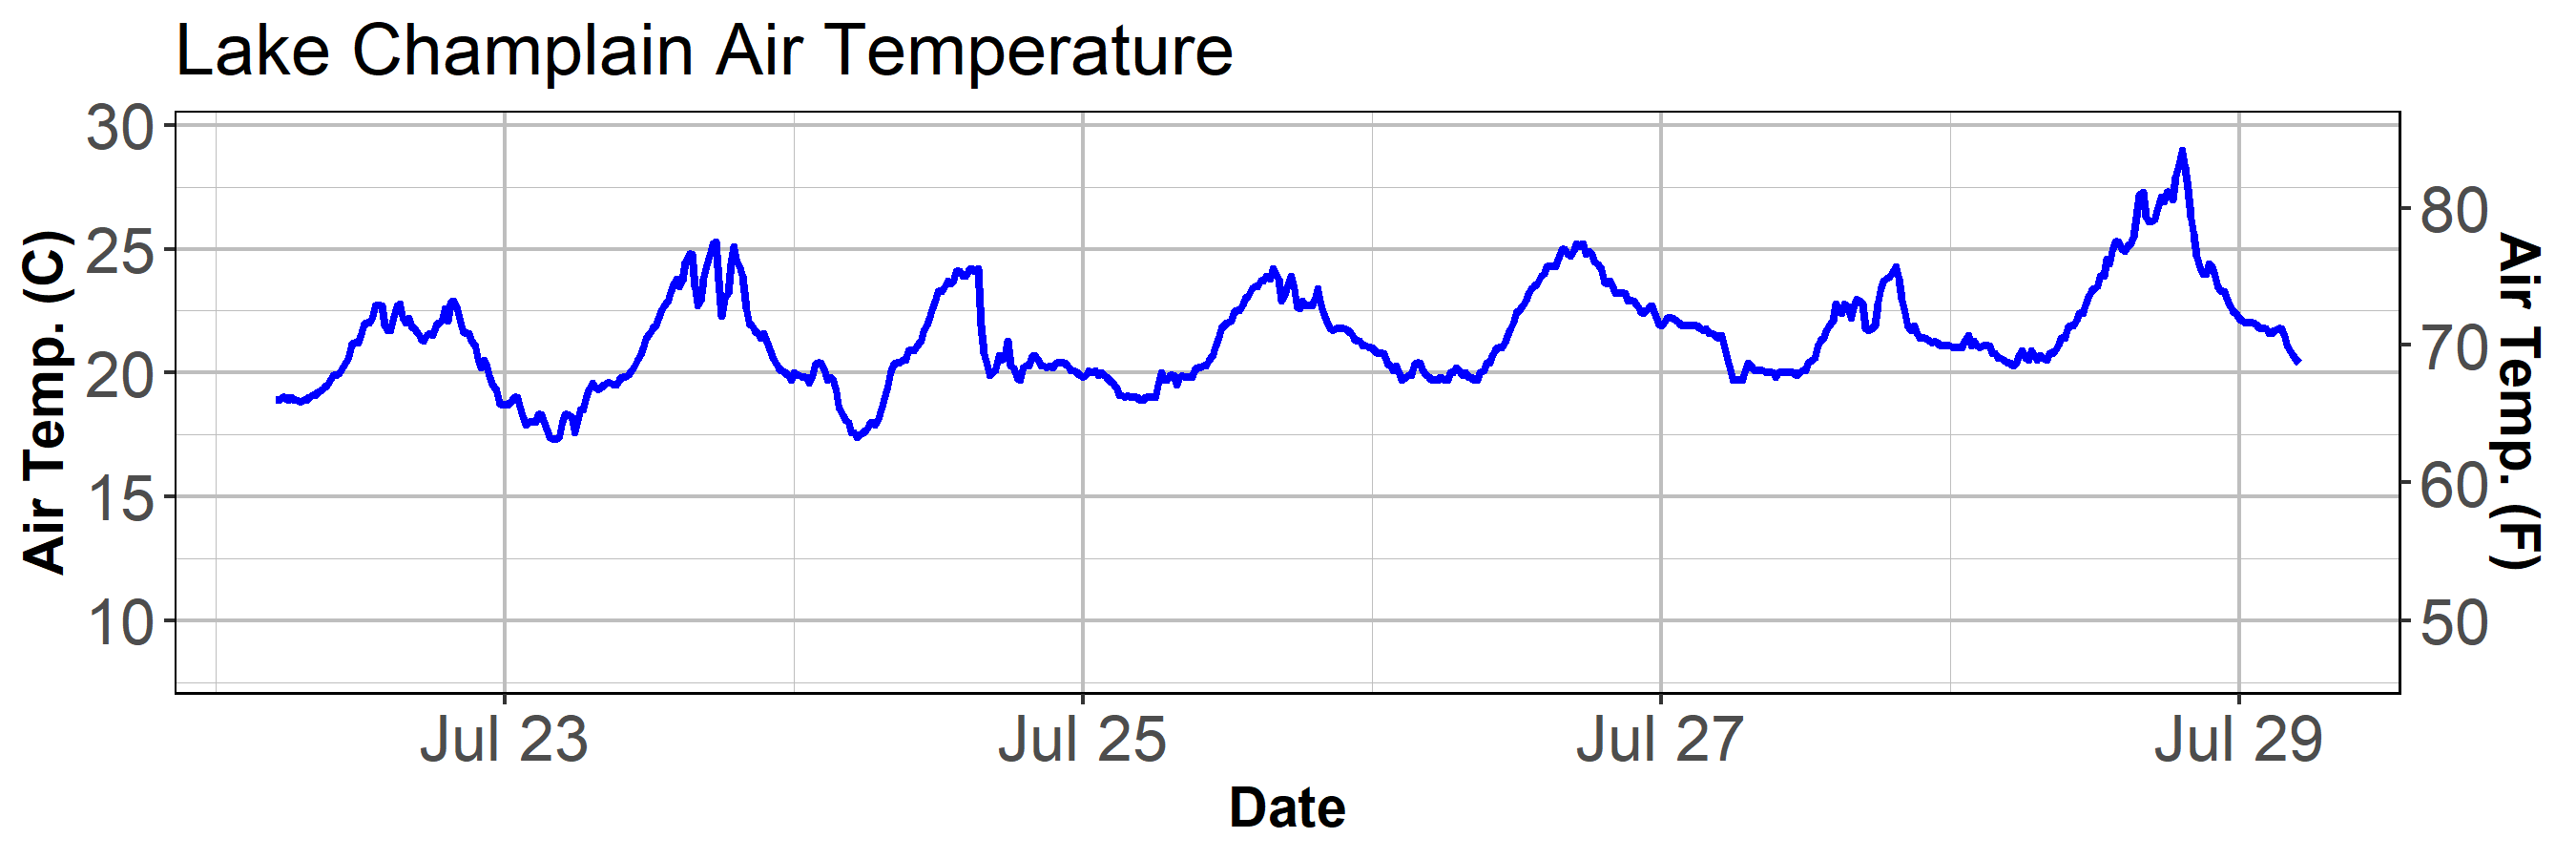 Lake Champlain Air Temperature
30
25
20
15
10
Air Temp. (C)
80
70
60
50
Air Temp. (F)
Jul 23 Jul 25 Jul 27 Jul 29
Date